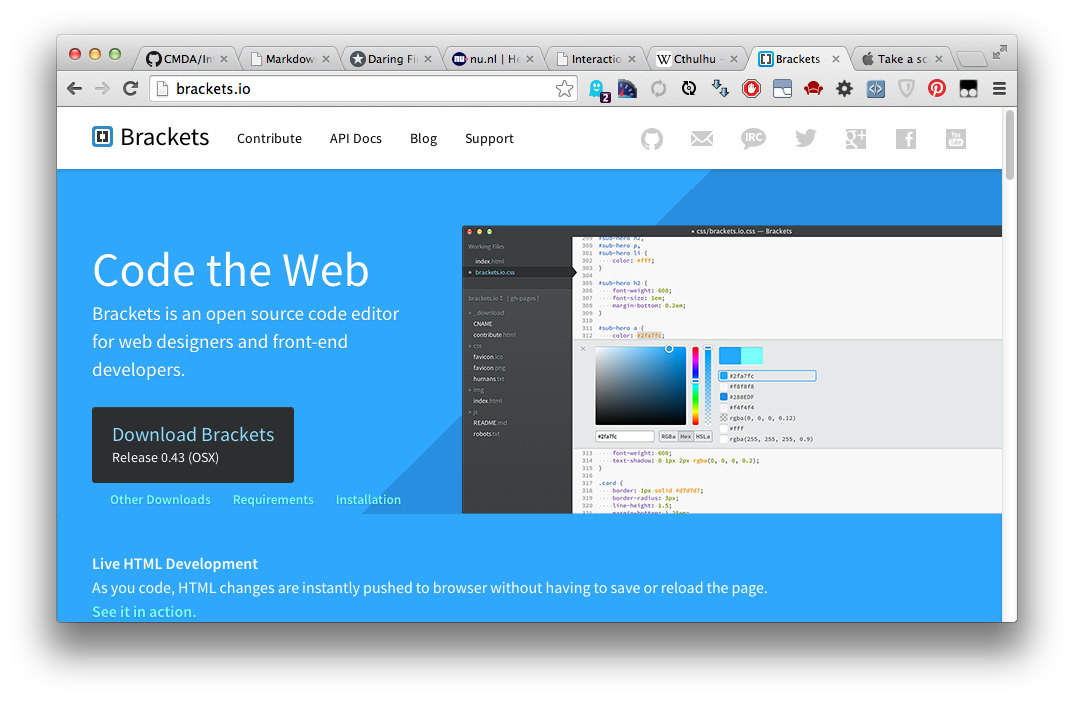 CMDA/In
Markdown
Daring Fi
nu.nl | He
Interactio
Cthulhu -
Brackets
Take a sc
brackets.io
2
Brackets
Contribute
API Docs
Blog
Support
IRC
You
Tube
Code the Web
Brackets is an open source code editor
for web designers and front-end
developers.
Download Brackets
Release 0.43 (OSX)
Other Downloads
Requirements
Installation
• css/brackets.io.css — Brackets
Working Files
index.html
brackets.io.css
brackets.io
[ gh-pages ]
_download
CNAME
contribute.html
css
favicon.ico
favicon.png
humans.txt
img
index.html
js
README.md
robots.txt
299 #sub-hero h2,
300 #sub-hero p,
301 #sub-hero li {
302 color: #fff;
303 }
304
305 #sub-hero h2 {
306 font-weight: 600;
307 font-size: 1em;
308 margin-bottom: 0.2em;
309 }
310
311 #sub-hero a {
312 color: #2fa7fc;
#2fa7fc
#f8f8f8
#288EDF
#f4f4f4
rgba(0, 0, 0, 0.12)
#fff
rgba(255, 255, 255, 0.9)
#2fa7fc
RGBa
Hex
HSLa
313 font-weight: 600;
314 text-shadow: 0 1px 2px rgba(0, 0, 0, 0.2);
315 }
316
317 .card {
318 border: 1px solid #d7d7d7;
319 border-radius: 3px;
320 line-height: 1.5;
321 margin-bottom: 1.25em;
Live HTML Development
As you code, HTML changes are instantly pushed to browser without having to save or reload the page.
See it in action.